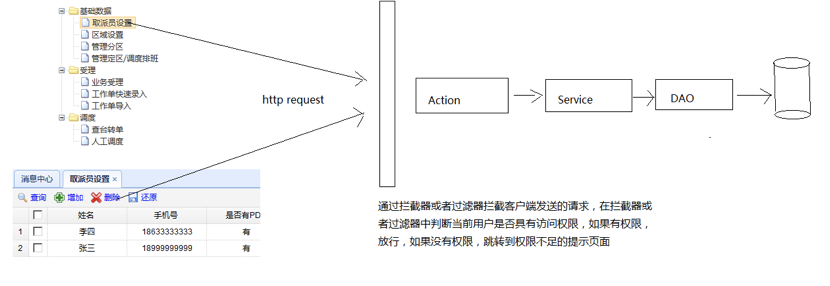 基础数据
取派员设置
区域设置
管理分区
管理定区/调度排班
受理
业务受理
工作单快速录入
工作单导入
调度
查台转单
人工调度
http request
Action
Service
DAO
消息中心 取派员设置 ×
查询 增加 删除 还原
姓名 手机号 是否有PD
1 李四 18633333333 有
2 张三 18999999999 有
通过拦截器或者过滤器拦截客户端发送的请求，在拦截器或
者过滤器中判断当前用户是否具有访问权限，如果有权限，
放行，如果没有权限，跳转到权限不足的提示页面